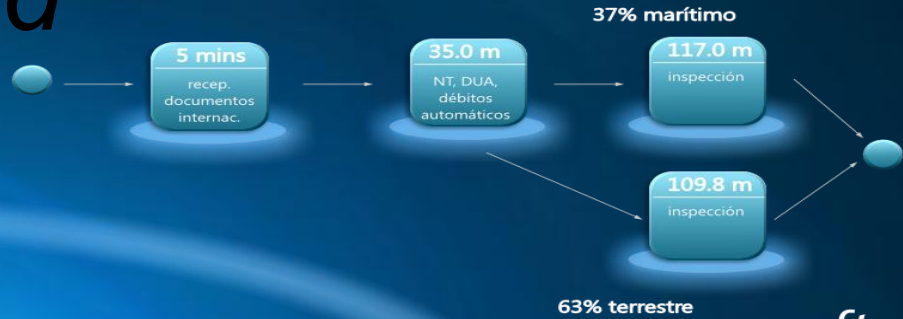 a
37% marítimo
5 mins
recep.
documentos
internac.
35.0 m
NT, DUA,
débitos
automáticos
117.0 m
inspección
109.8 m
inspección
63% terrestre